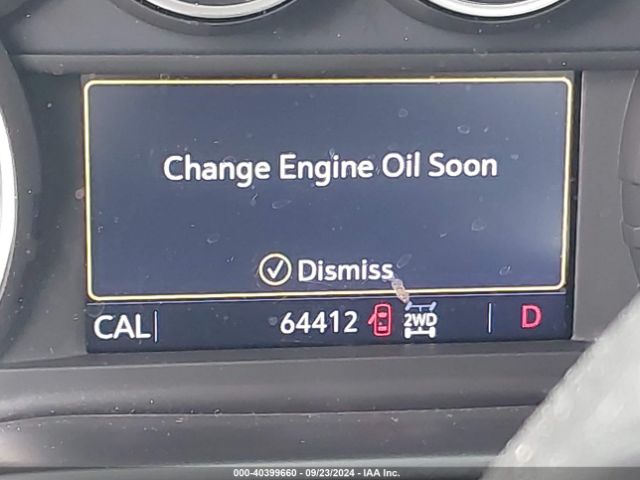 Change Engine Oil Soon
Dismiss
CAL 64412 2WD D
000-40399660 - 09/23/2024 - IAA Inc.